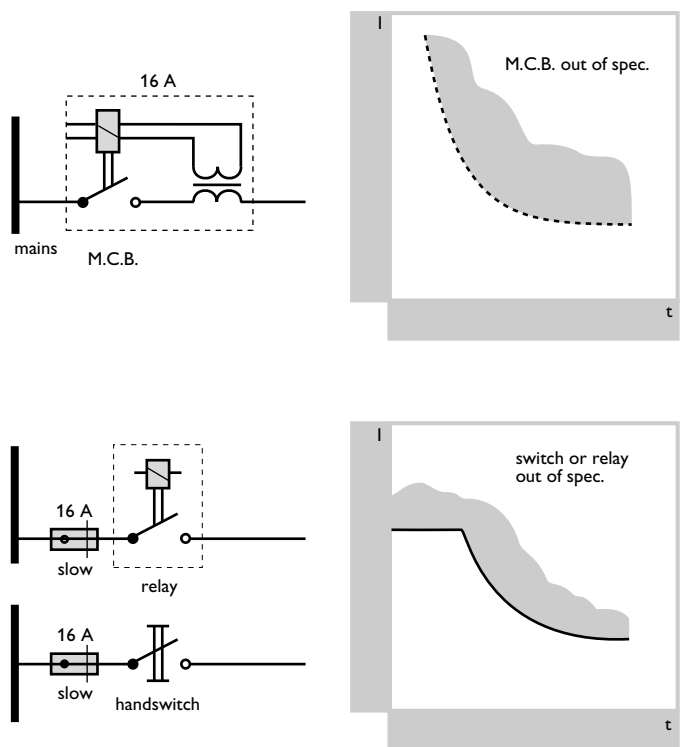 16 A
mains
M.C.B.
I
M.C.B. out of spec.
t
16 A
slow
relay
16 A
slow
handswitch
I
switch or relay
out of spec.
t